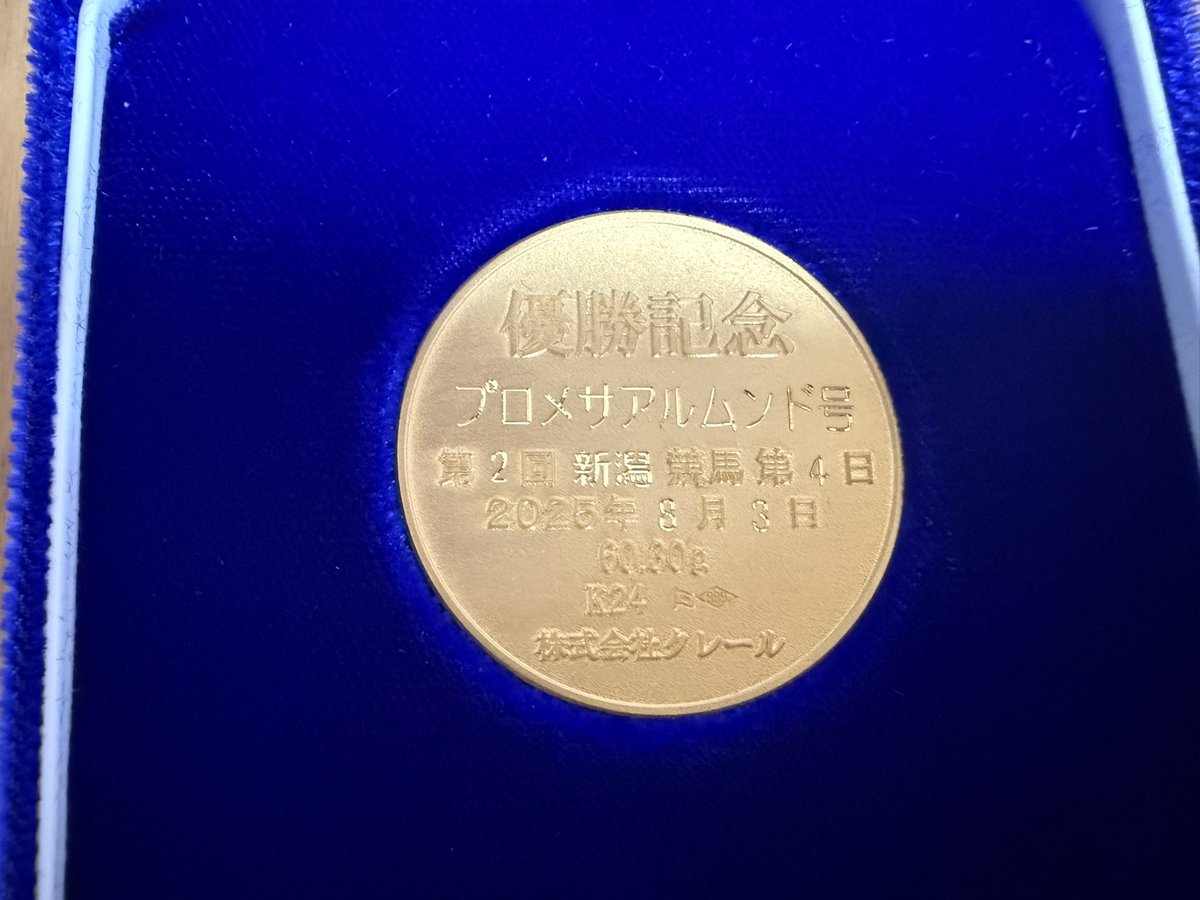 優勝記念
プロメサアルムンド号
第2回 新潟 競馬 第4日
2025年 8月 3日
60.30g
K24
株式会社クレール